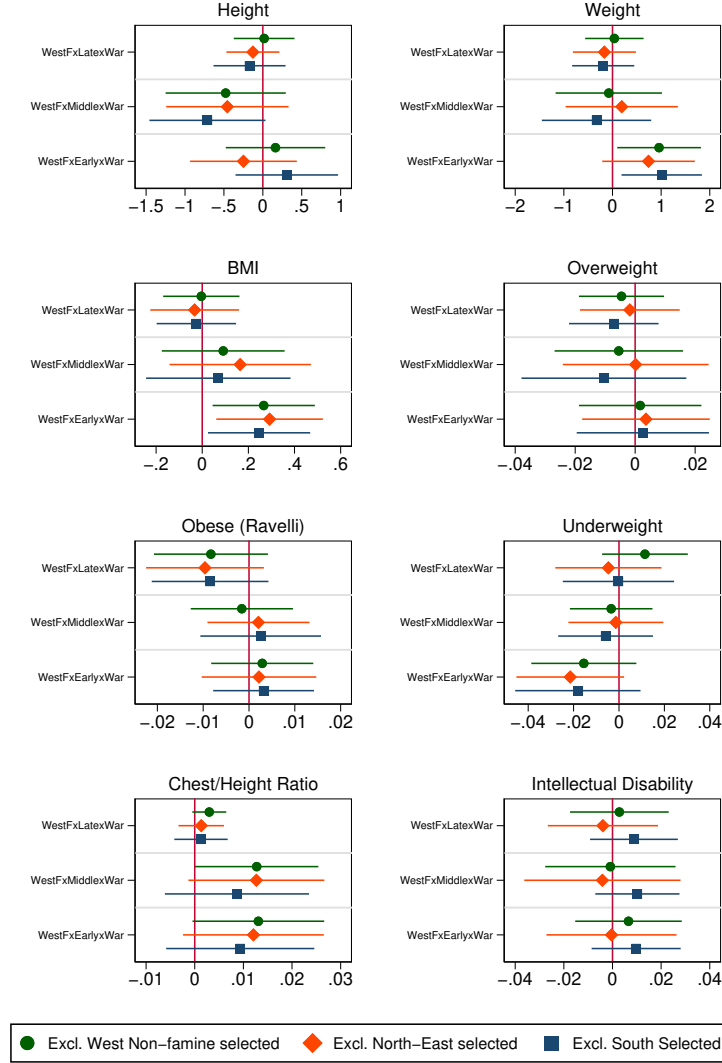 Height
WestFxLatexWar
WestFxMiddlexWar
WestFxEarlyxWar
-1.5 -1 -.5 0 .5 1
Weight
WestFxLatexWar
WestFxMiddlexWar
WestFxEarlyxWar
-2 -1 0 1 2
BMI
WestFxLatexWar
WestFxMiddlexWar
WestFxEarlyxWar
-.2 0 .2 .4 .6
Overweight
WestFxLatexWar
WestFxMiddlexWar
WestFxEarlyxWar
-.04 -.02 0 .02
Obese (Ravelli)
WestFxLatexWar
WestFxMiddlexWar
WestFxEarlyxWar
-.02 -.01 0 .01 .02
Underweight
WestFxLatexWar
WestFxMiddlexWar
WestFxEarlyxWar
-.04 -.02 0 .02 .04
Chest/Height Ratio
WestFxLatexWar
WestFxMiddlexWar
WestFxEarlyxWar
-.01 0 .01 .02 .03
Intellectual Disability
WestFxLatexWar
WestFxMiddlexWar
WestFxEarlyxWar
-.04 -.02 0 .02 .04
Excl. West Non-famine selected Excl. North-East selected Excl. South Selected